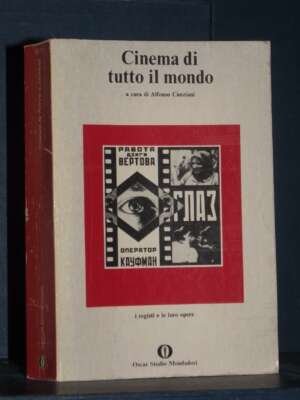 Cinema di
tutto il mondo
a cura di Alfonso Canziani
РАБОТА
ДЗИГИ
ВЕРТОВА
ГЛАЗ
ОПЕРАТОР
КАУФМАН
i registi e le loro opere
Oscar Studio Mondadori